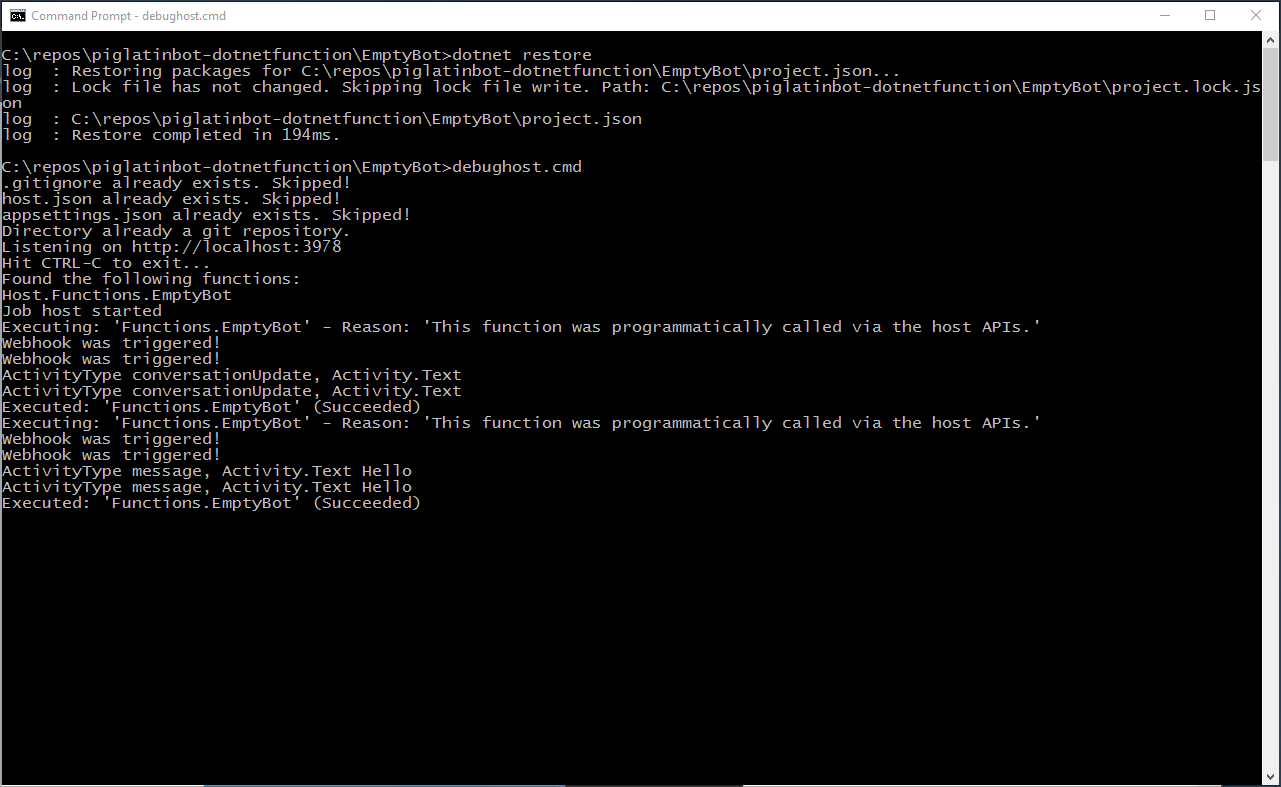 Command Prompt - debughost.cmd
C:\repos\piglatinbot-dotnetfunction\EmptyBot>dotnet restore
log  : Restoring packages for C:\repos\piglatinbot-dotnetfunction\EmptyBot\project.json...
log  : Lock file has not changed. Skipping lock file write. Path: C:\repos\piglatinbot-dotnetfunction\EmptyBot\project.lock.js
on
log  : C:\repos\piglatinbot-dotnetfunction\EmptyBot\project.json
log  : Restore completed in 194ms.
C:\repos\piglatinbot-dotnetfunction\EmptyBot>debughost.cmd
.gitignore already exists. Skipped!
host.json already exists. Skipped!
appsettings.json already exists. Skipped!
Directory already a git repository.
Listening on http://localhost:3978
Hit CTRL-C to exit...
Found the following functions:
Host.Functions.EmptyBot
Job host started
Executing: 'Functions.EmptyBot' - Reason: 'This function was programmatically called via the host APIs.'
Webhook was triggered!
Webhook was triggered!
ActivityType conversationUpdate, Activity.Text
ActivityType conversationUpdate, Activity.Text
Executed: 'Functions.EmptyBot' (Succeeded)
Executing: 'Functions.EmptyBot' - Reason: 'This function was programmatically called via the host APIs.'
Webhook was triggered!
Webhook was triggered!
ActivityType message, Activity.Text Hello
ActivityType message, Activity.Text Hello
Executed: 'Functions.EmptyBot' (Succeeded)